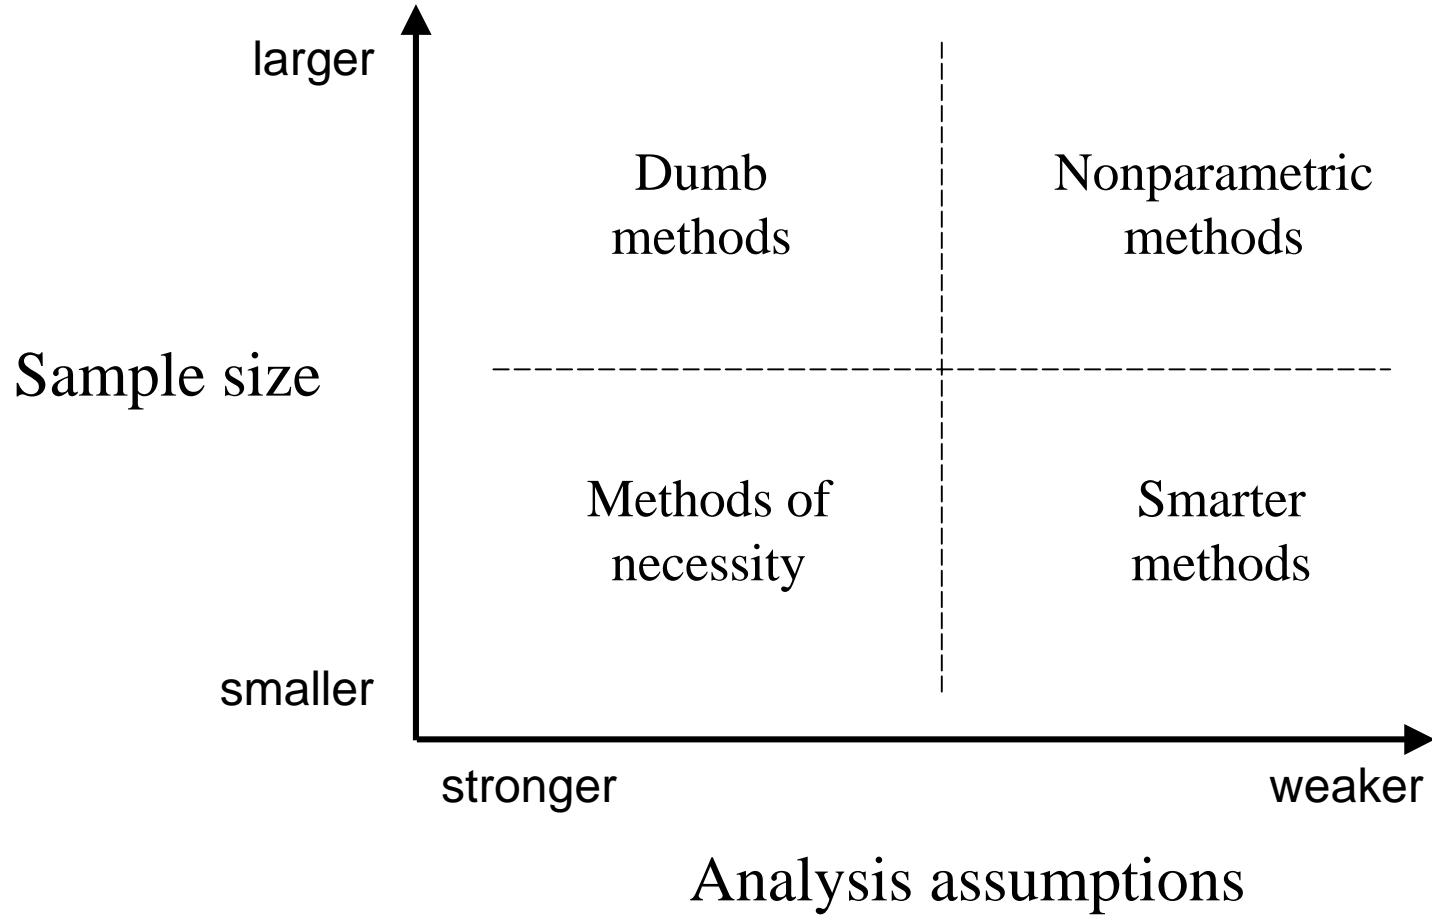 larger
Dumb
methods
Nonparametric
methods
Sample size
Methods of
necessity
Smarter
methods
smaller
stronger
weaker
Analysis assumptions